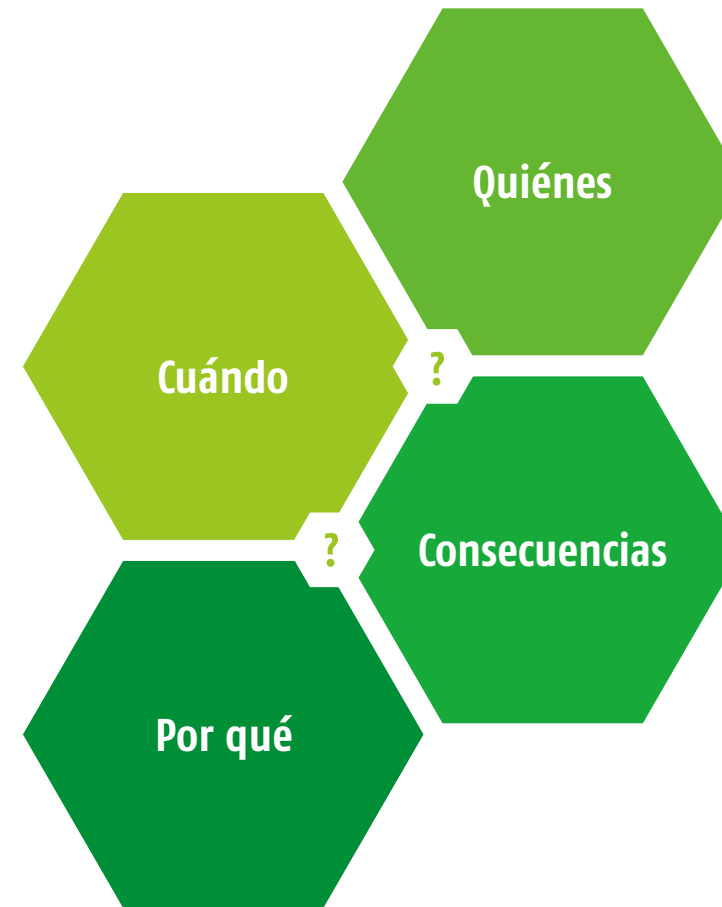 Quiénes
Cuándo
?
Consecuencias
?
Por qué